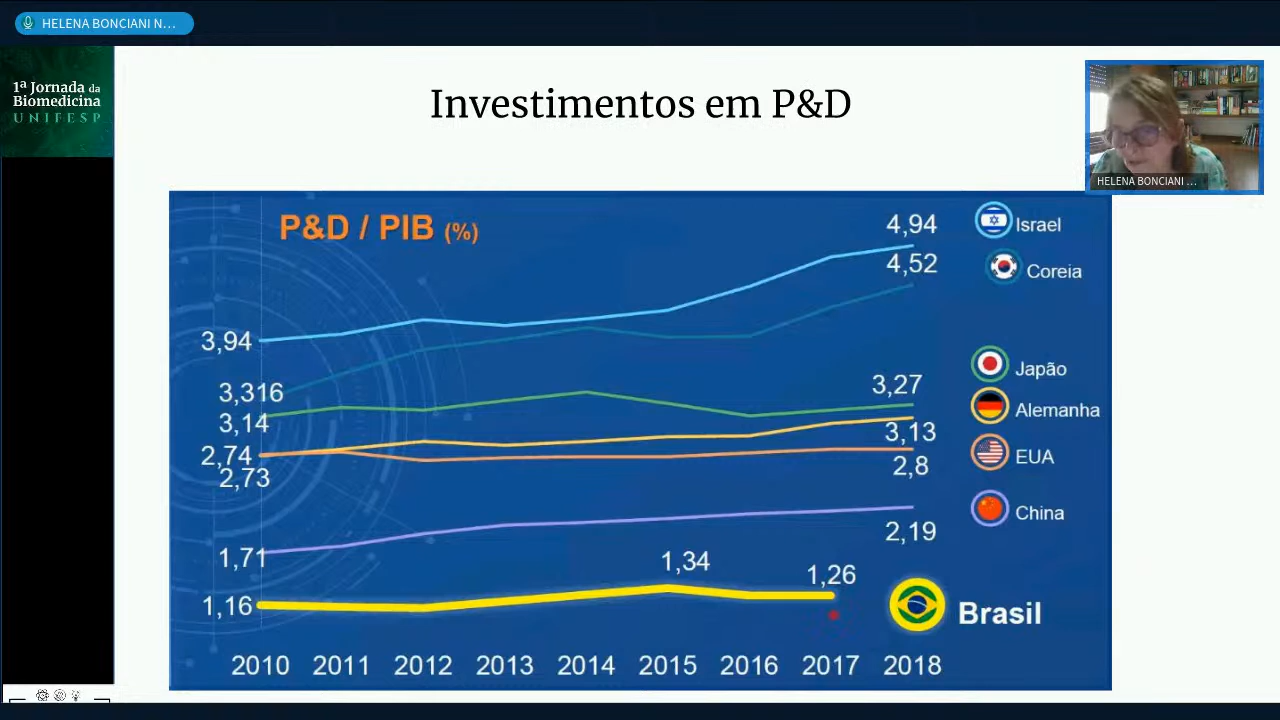 HELENA BONCIANI N...
1ª Jornada da
Biomedicina
UNIFESP
Investimentos em P&D
HELENA BONCIANI ...
P&D / PIB (%)
4,94
Israel
4,52
Coreia
3,94
3,316
3,14
2,74
2,73
1,71
1,16
3,27
Japão
Alemanha
3,13
2,8
EUA
China
2,19
1,34
1,26
Brasil
2010 2011 2012 2013 2014 2015 2016 2017 2018